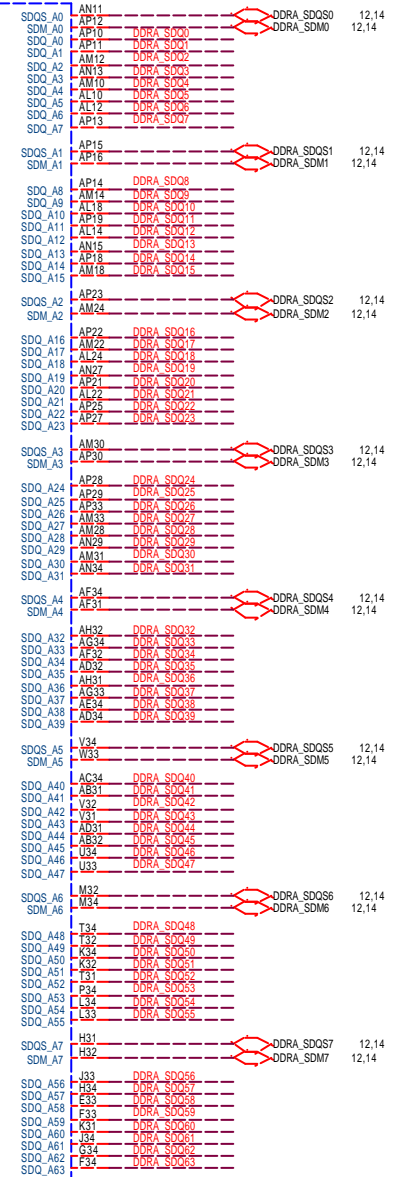 SDQS_A0 AN11 DDRA_SDQS0 12,14
SDM_A0 AP12 DDRA_SDM0 12,14
SDQ_A0 AP10 DDRA_SDQ0
SDQ_A1 AP11 DDRA_SDQ1
SDQ_A2 AM12 DDRA_SDQ2
SDQ_A3 AN13 DDRA_SDQ3
SDQ_A4 AM10 DDRA_SDQ4
SDQ_A5 AL10 DDRA_SDQ5
SDQ_A6 AL12 DDRA_SDQ6
SDQ_A7 AP13 DDRA_SDQ7
SDQS_A1 AP15 DDRA_SDQS1 12,14
SDM_A1 AP16 DDRA_SDM1 12,14
SDQ_A8 AP14 DDRA_SDQ8
SDQ_A9 AM14 DDRA_SDQ9
SDQ_A10 AL18 DDRA_SDQ10
SDQ_A11 AP19 DDRA_SDQ11
SDQ_A12 AL14 DDRA_SDQ12
SDQ_A13 AN15 DDRA_SDQ13
SDQ_A14 AP18 DDRA_SDQ14
SDQ_A15 AM18 DDRA_SDQ15
SDQS_A2 AP23 DDRA_SDQS2 12,14
SDM_A2 AM24 DDRA_SDM2 12,14
SDQ_A16 AP22 DDRA_SDQ16
SDQ_A17 AM22 DDRA_SDQ17
SDQ_A18 AL24 DDRA_SDQ18
SDQ_A19 AN27 DDRA_SDQ19
SDQ_A20 AP21 DDRA_SDQ20
SDQ_A21 AL22 DDRA_SDQ21
SDQ_A22 AP25 DDRA_SDQ22
SDQ_A23 AP27 DDRA_SDQ23
SDQS_A3 AM30 DDRA_SDQS3 12,14
SDM_A3 AP30 DDRA_SDM3 12,14
SDQ_A24 AP28 DDRA_SDQ24
SDQ_A25 AP29 DDRA_SDQ25
SDQ_A26 AP33 DDRA_SDQ26
SDQ_A27 AM33 DDRA_SDQ27
SDQ_A28 AM28 DDRA_SDQ28
SDQ_A29 AN29 DDRA_SDQ29
SDQ_A30 AM31 DDRA_SDQ30
SDQ_A31 AN34 DDRA_SDQ31
SDQS_A4 AF34 DDRA_SDQS4 12,14
SDM_A4 AF31 DDRA_SDM4 12,14
SDQ_A32 AH32 DDRA_SDQ32
SDQ_A33 AG34 DDRA_SDQ33
SDQ_A34 AF32 DDRA_SDQ34
SDQ_A35 AD32 DDRA_SDQ35
SDQ_A36 AH31 DDRA_SDQ36
SDQ_A37 AG33 DDRA_SDQ37
SDQ_A38 AE34 DDRA_SDQ38
SDQ_A39 AD34 DDRA_SDQ39
SDQS_A5 V34 DDRA_SDQS5 12,14
SDM_A5 W33 DDRA_SDM5 12,14
SDQ_A40 AC34 DDRA_SDQ40
SDQ_A41 AB31 DDRA_SDQ41
SDQ_A42 V32 DDRA_SDQ42
SDQ_A43 V31 DDRA_SDQ43
SDQ_A44 AD31 DDRA_SDQ44
SDQ_A45 AB32 DDRA_SDQ45
SDQ_A46 U34 DDRA_SDQ46
SDQ_A47 U33 DDRA_SDQ47
SDQS_A6 M32 DDRA_SDQS6 12,14
SDM_A6 M34 DDRA_SDM6 12,14
SDQ_A48 T34 DDRA_SDQ48
SDQ_A49 T32 DDRA_SDQ49
SDQ_A50 K34 DDRA_SDQ50
SDQ_A51 K32 DDRA_SDQ51
SDQ_A52 T31 DDRA_SDQ52
SDQ_A53 P34 DDRA_SDQ53
SDQ_A54 L34 DDRA_SDQ54
SDQ_A55 L33 DDRA_SDQ55
SDQS_A7 H31 DDRA_SDQS7 12,14
SDM_A7 H32 DDRA_SDM7 12,14
SDQ_A56 J33 DDRA_SDQ56
SDQ_A57 H34 DDRA_SDQ57
SDQ_A58 E33 DDRA_SDQ58
SDQ_A59 F33 DDRA_SDQ59
SDQ_A60 K31 DDRA_SDQ60
SDQ_A61 J34 DDRA_SDQ61
SDQ_A62 G34 DDRA_SDQ62
SDQ_A63 F34 DDRA_SDQ63